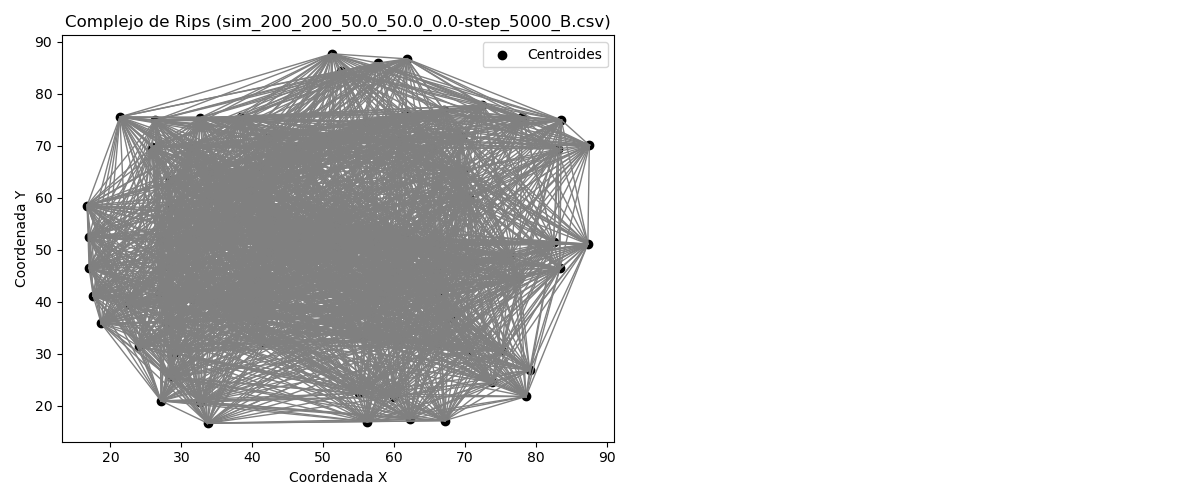 Complejo de Rips (sim_200_200_50.0_50.0_0.0-step_5000_B.csv)
Centroides
90
80
70
60
50
40
30
20
Coordenada Y
20 30 40 50 60 70 80 90
Coordenada X